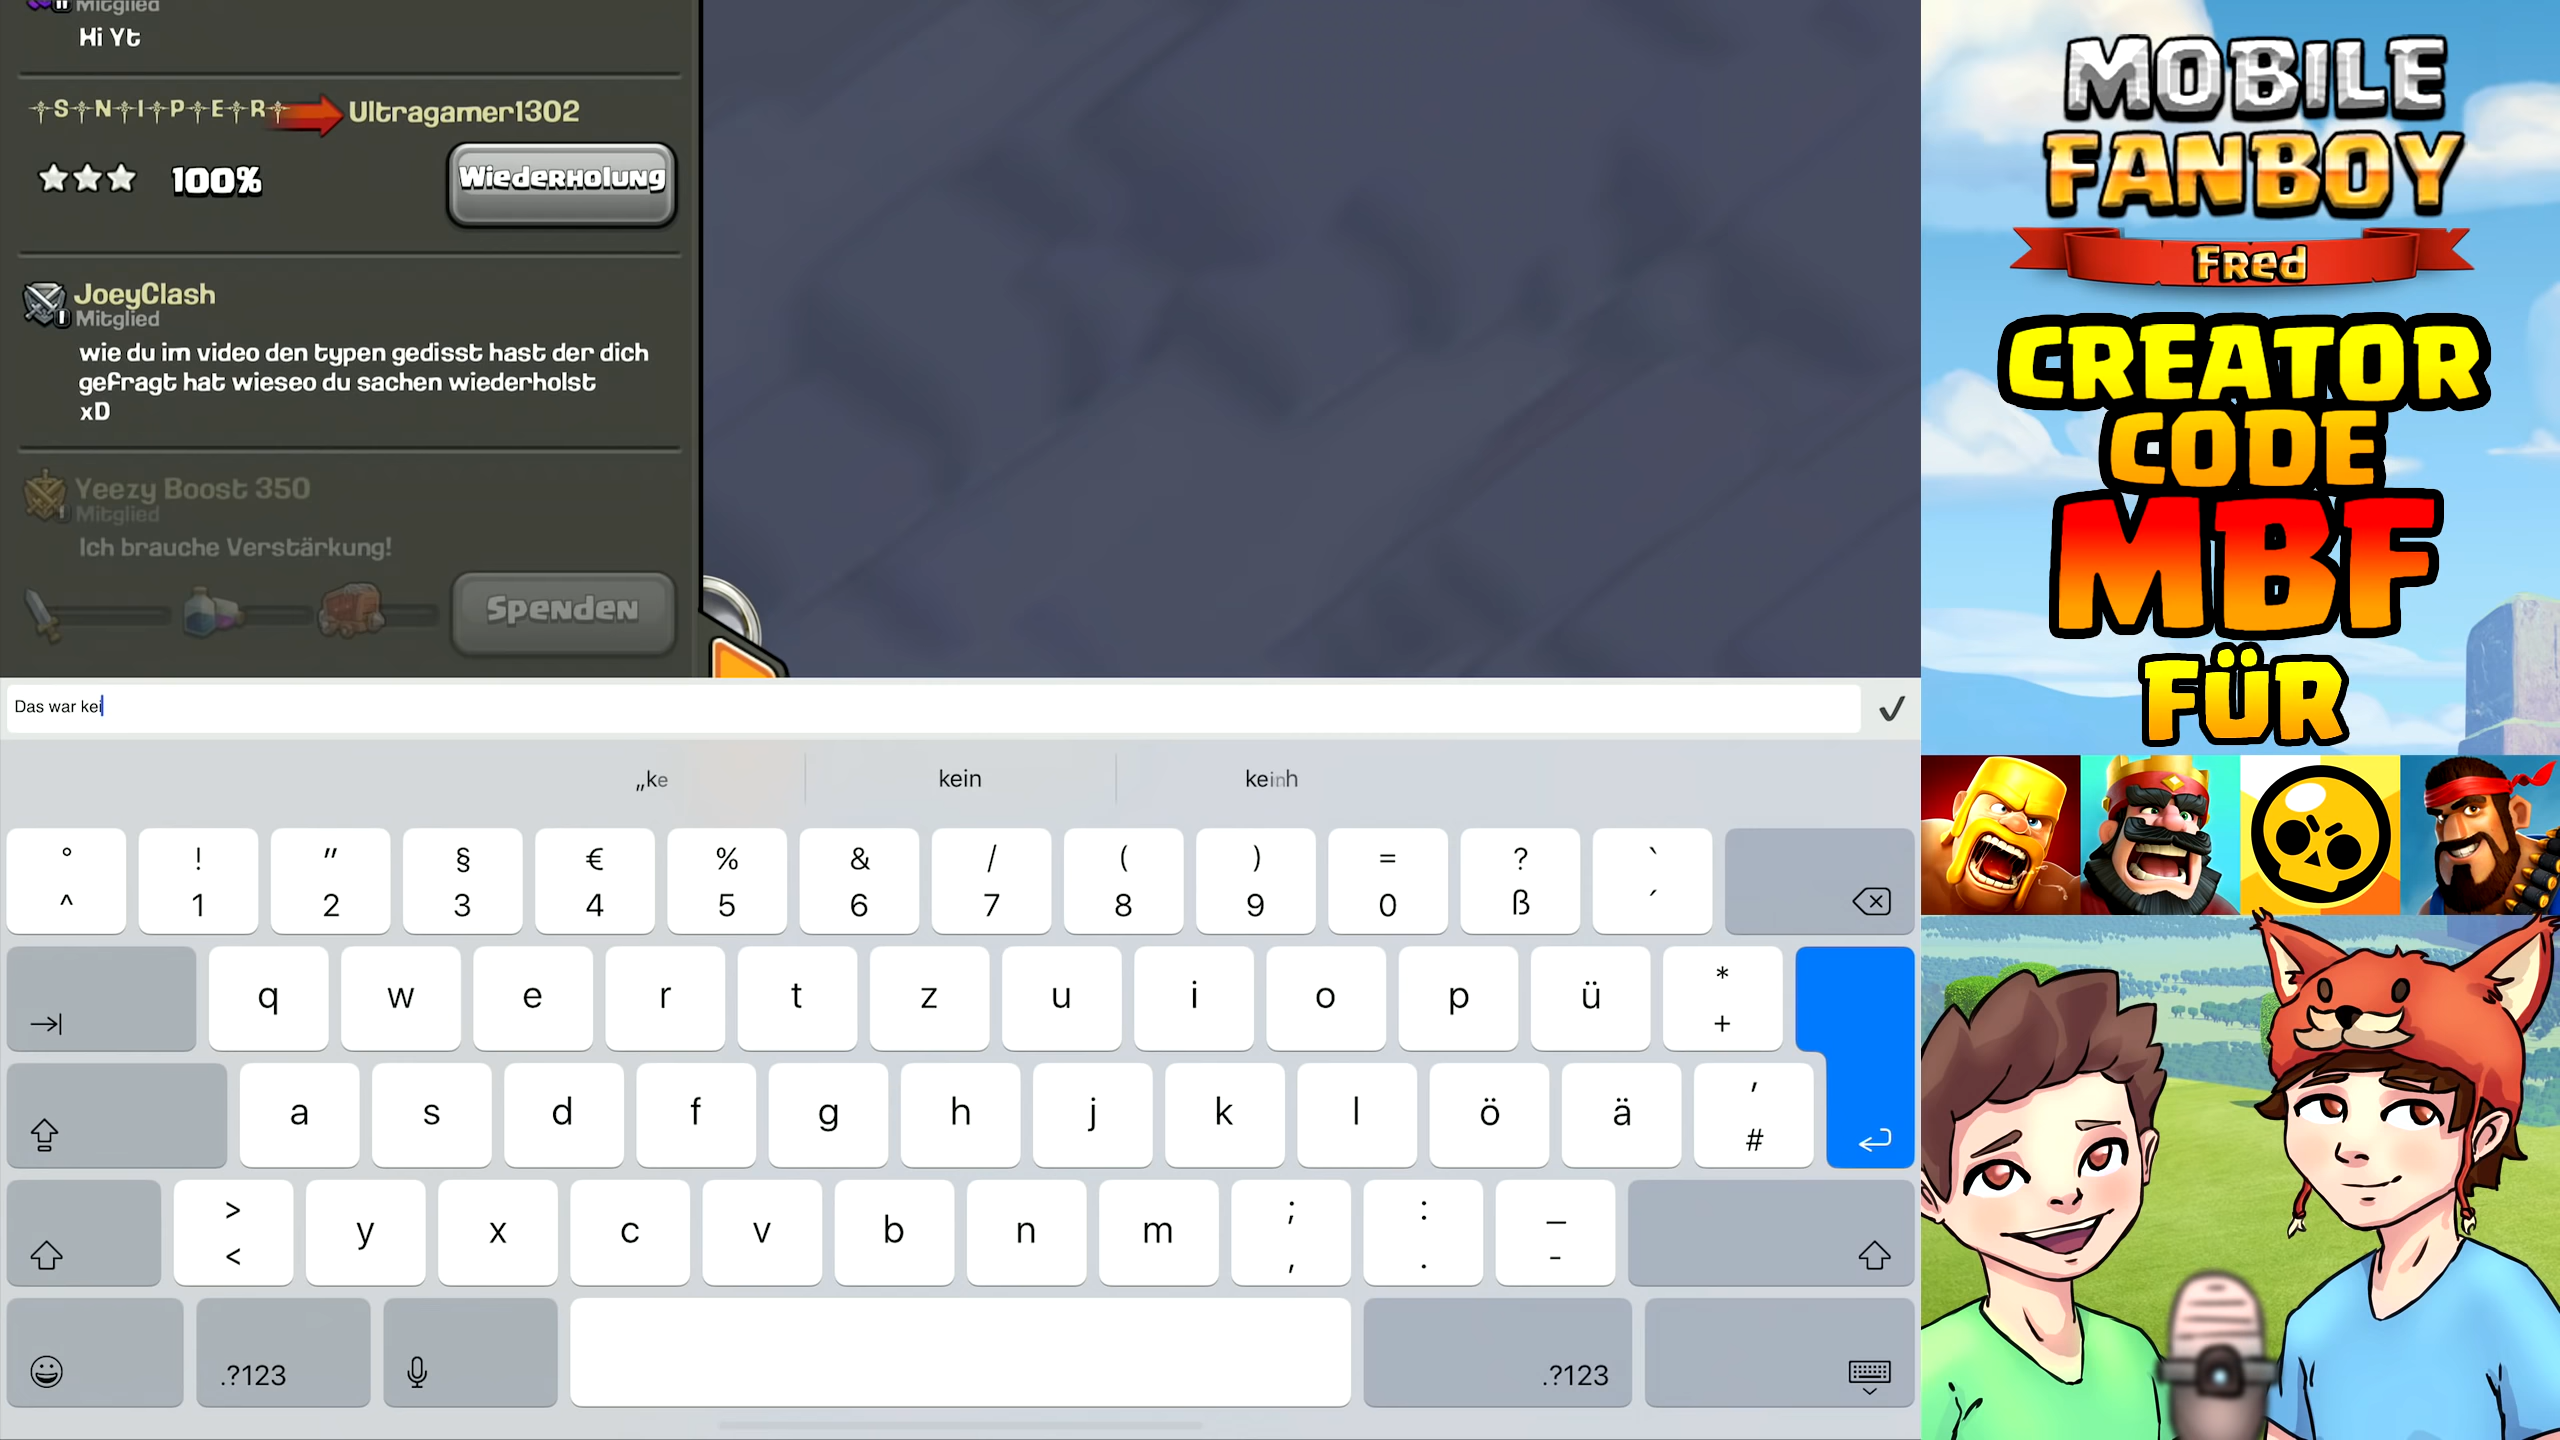 Mitglied
Hi Yt
S N I P E R Ultragamer1302
100%
Wiederholung
JoeyClash
Mitglied
wie du im video den typen gedisst hast der dich
gefragt hat wieseo du sachen wiederholst
xD
Yeezy Boost 350
Mitglied
Ich brauche Verstärkung!
Spenden
Das war kei
„ke kein keinh
° ! " § € % & / ( ) = ? `
^ 1 2 3 4 5 6 7 8 9 0 ß ´
q w e r t z u i o p ü * +
a s d f g h j k l ö ä ' #
> < y x c v b n m ; , : . _ -
.?123 .?123
MOBILE
FANBOY
Fred
CREATOR
CODE
MBF
FÜR